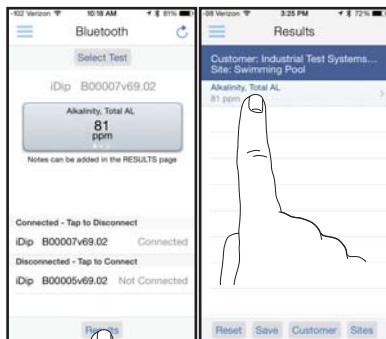 -102 Verizon 10:18 AM 81%
Bluetooth
Select Test
iDip B00007v69.02
Alkalinity, Total AL
81
ppm
Notes can be added in the RESULTS page
Connected - Tap to Disconnect
iDip B00007v69.02 Connected
Disconnected - Tap to Connect
iDip B00005v69.02 Not Connected
Results
-98 Verizon 3:25 PM 72%
Results
Customer: Industrial Test Systems...
Site: Swimming Pool
Alkalinity, Total AL
81 ppm
Reset Save Customer Sites